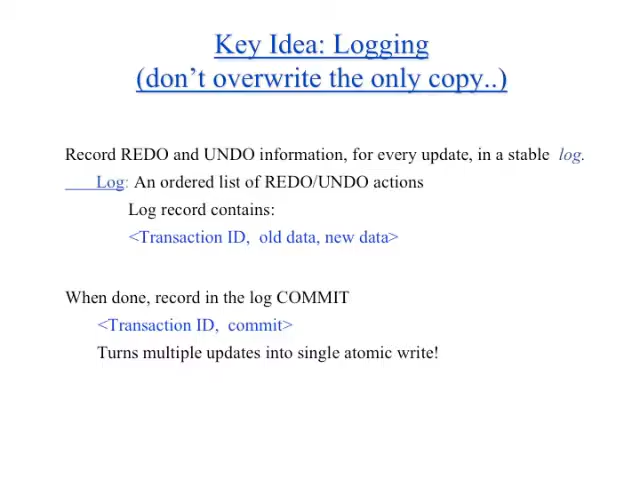 Key Idea: Logging
(don't overwrite the only copy..)
Record REDO and UNDO information, for every update, in a stable log.
Log: An ordered list of REDO/UNDO actions
Log record contains:
<Transaction ID, old data, new data>
When done, record in the log COMMIT
<Transaction ID, commit>
Turns multiple updates into single atomic write!